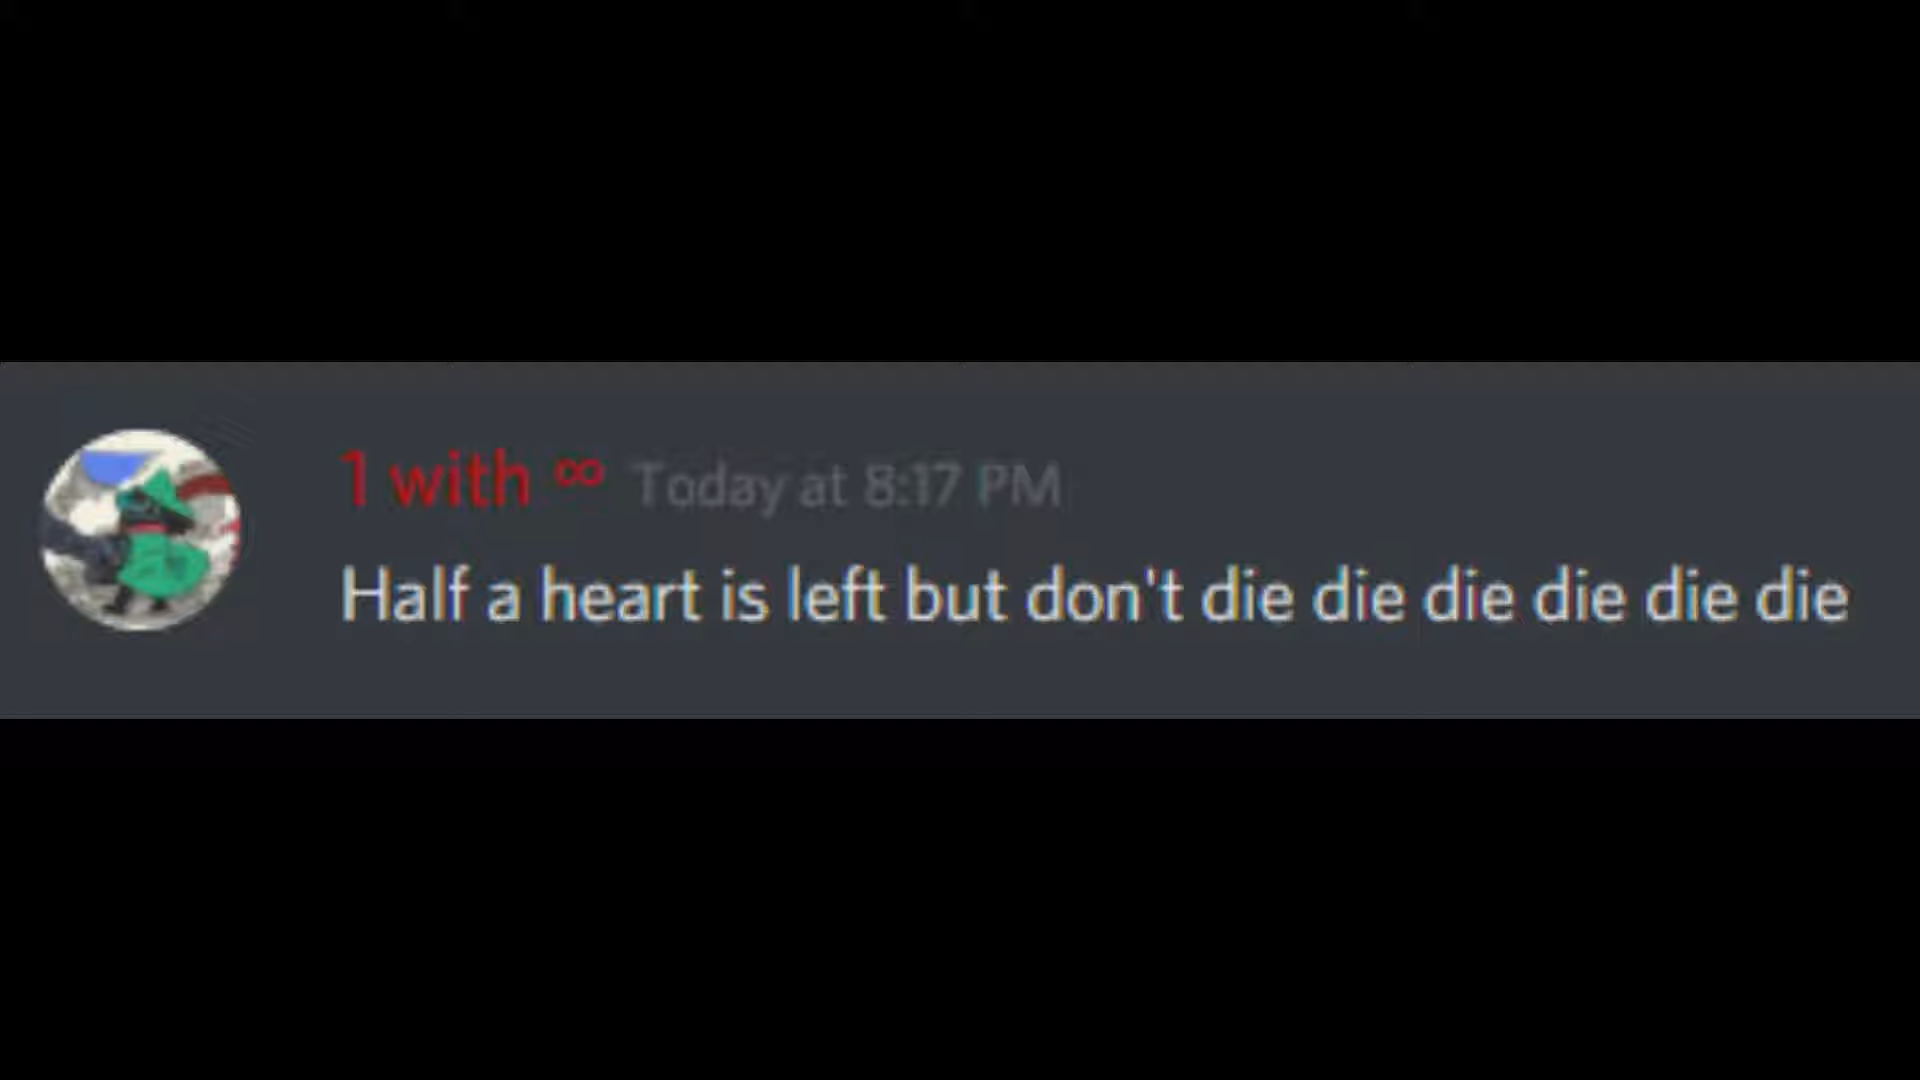 1 with ∞ Today at 8:17 PM
Half a heart is left but don't die die die die die die